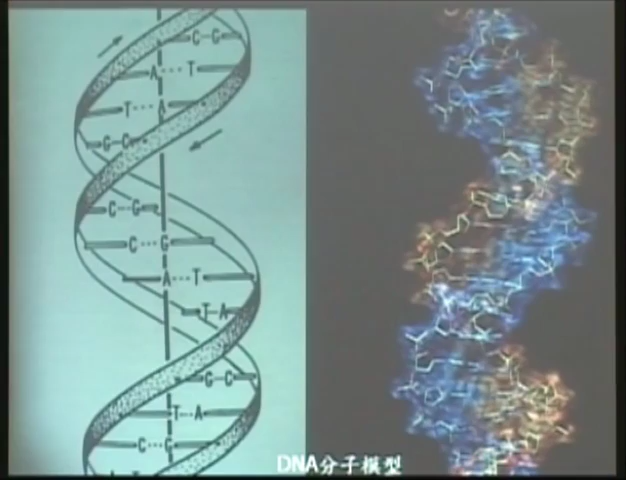 C--G
A---T
T---A
G--C
C--G
C---G
A---T
T-A
G-C
T-A
C---G
DNA分子模型